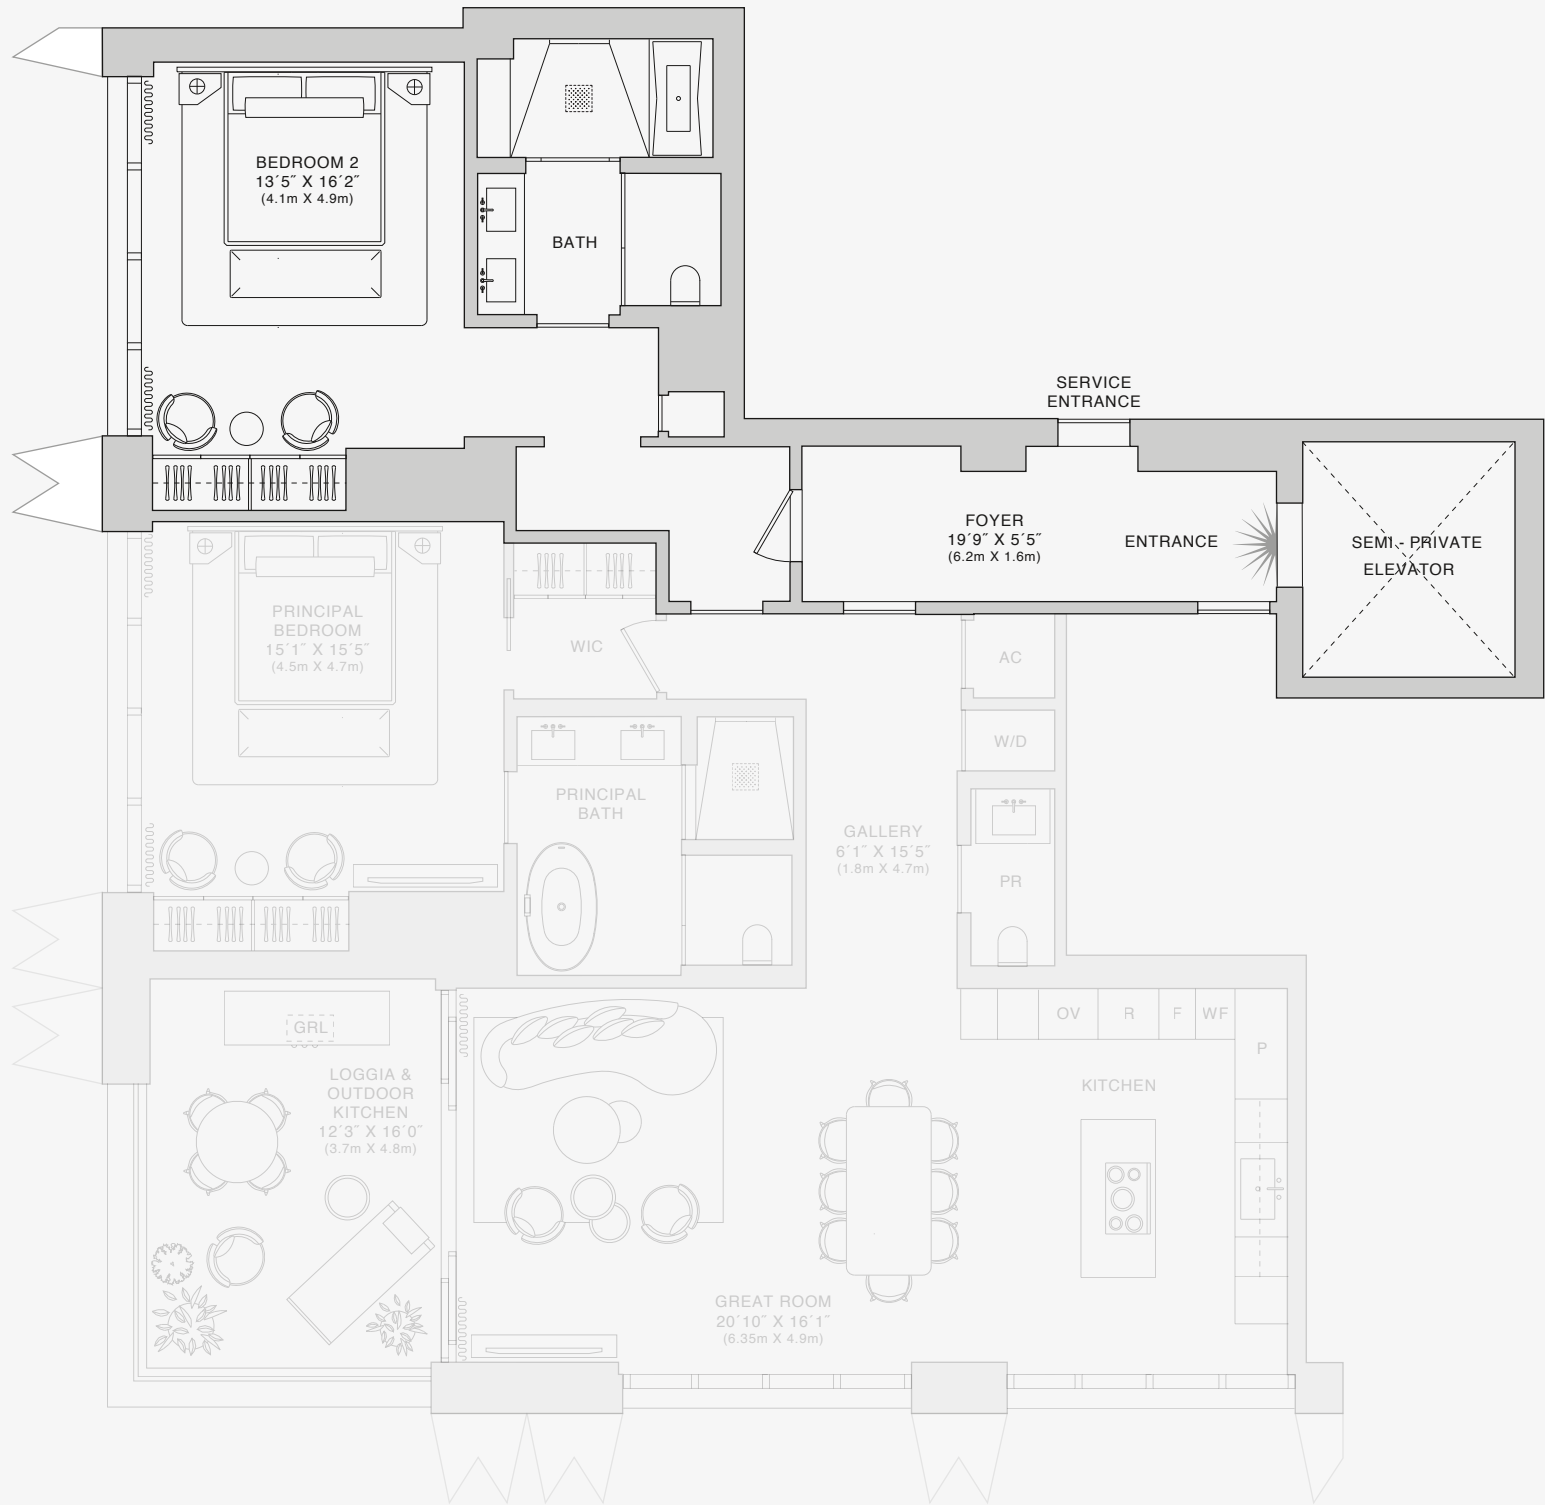 BEDROOM 2
13´5˝ X 16´2˝
(4.1m X 4.9m)
BATH
SERVICE
ENTRANCE
FOYER
19´9˝ X 5´5˝
(6.2m X 1.6m)
ENTRANCE
SEMI - PRIVATE
ELEVATOR
PRINCIPAL
BEDROOM
15´1˝ X 15´5˝
(4.5m X 4.7m)
WIC
AC
W/D
PRINCIPAL
BATH
GALLERY
6´1˝ X 15´5˝
(1.8m X 4.7m)
PR
GRL
LOGGIA &
OUTDOOR
KITCHEN
12´3˝ X 16´0˝
(3.7m X 4.8m)
OV
R
F
WF
P
KITCHEN
GREAT ROOM
20´10˝ X 16´1˝
(6.35m X 4.9m)